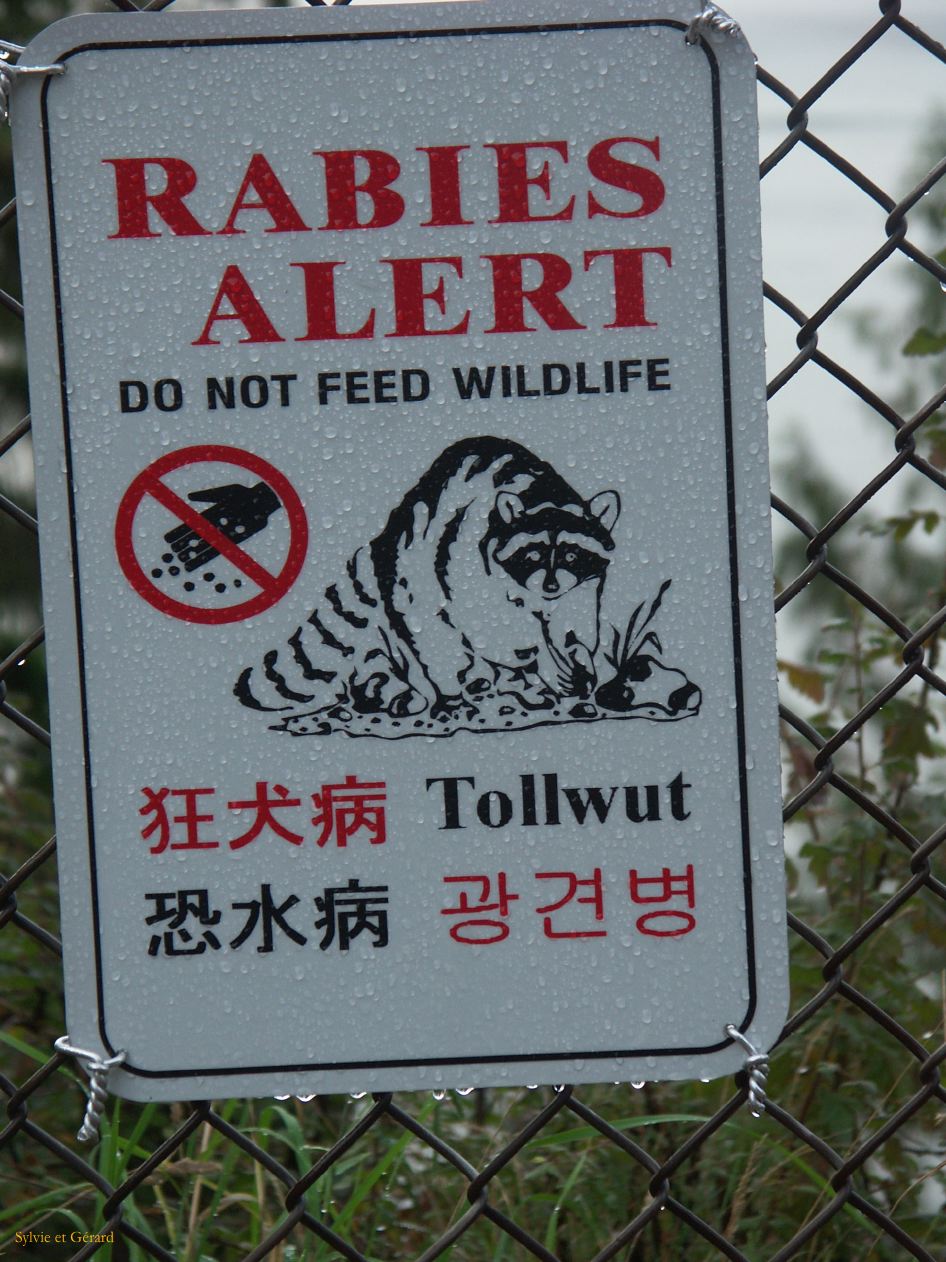 RABIES
ALERT
DO NOT FEED WILDLIFE
狂犬病 Tollwut
恐水病 광견병
Sylvie et Gérard